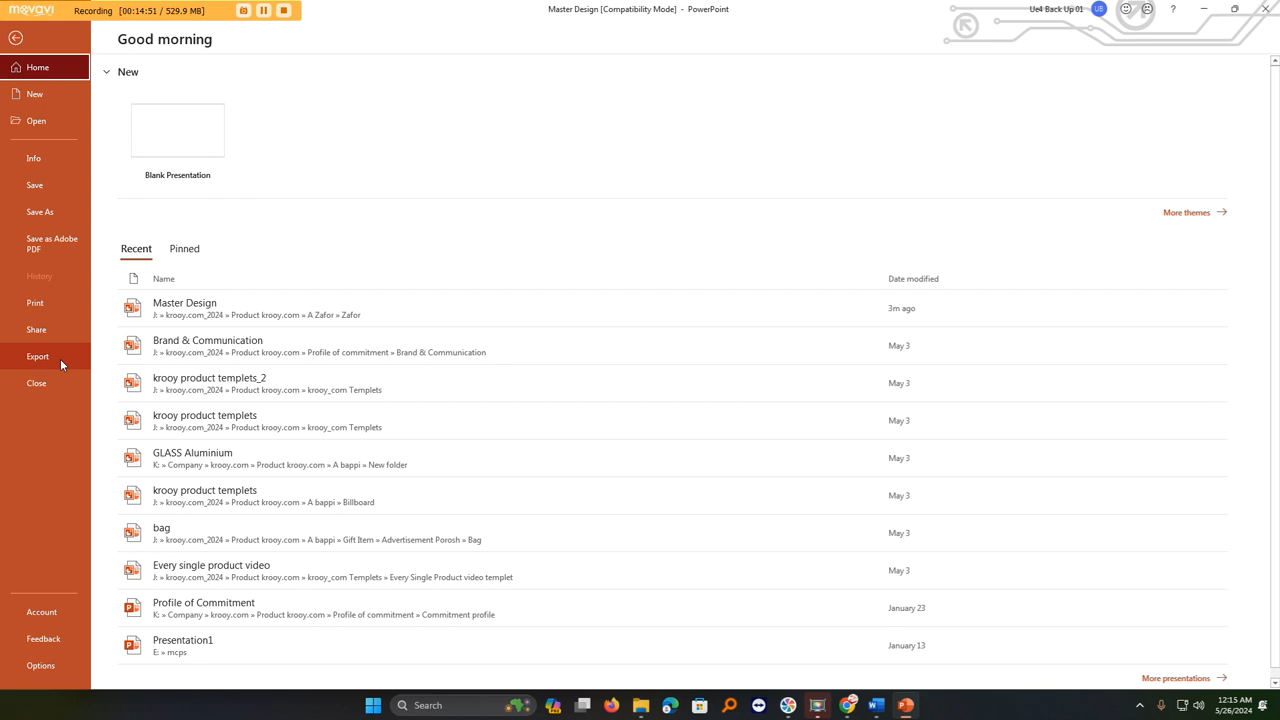 movavi Recording ( 00:14:51 / 529.9 MB )
Master Design [Compatibility Mode] - PowerPoint
Ue4 Back Up 01 UB ?
Good morning
Home
New
Open
Info
Save
Save As
Save as Adobe
PDF
History
Print
Share
Export
Close
Account
Feedback
Options
New
Blank Presentation
More themes
Recent Pinned
Name Date modified
Master Design
J: » krooy.com_2024 » Product krooy.com » A Zafor » Zafor
3m ago
Brand & Communication
J: » krooy.com_2024 » Product krooy.com » Profile of commitment » Brand & Communication
May 3
krooy product templets_2
J: » krooy.com_2024 » Product krooy.com » krooy_com Templets
May 3
krooy product templets
J: » krooy.com_2024 » Product krooy.com » krooy_com Templets
May 3
GLASS Aluminium
K: » Company » krooy.com » Product krooy.com » A bappi » New folder
May 3
krooy product templets
J: » krooy.com_2024 » Product krooy.com » A bappi » Billboard
May 3
bag
J: » krooy.com_2024 » Product krooy.com » A bappi » Gift Item » Advertisement Porosh » Bag
May 3
Every single product video
J: » krooy.com_2024 » Product krooy.com » krooy_com Templets » Every Single Product video templet
May 3
Profile of Commitment
K: » Company » krooy.com » Product krooy.com » Profile of commitment » Commitment profile
January 23
Presentation1
E: » mcps
January 13
More presentations
Search
12:15 AM
5/26/2024